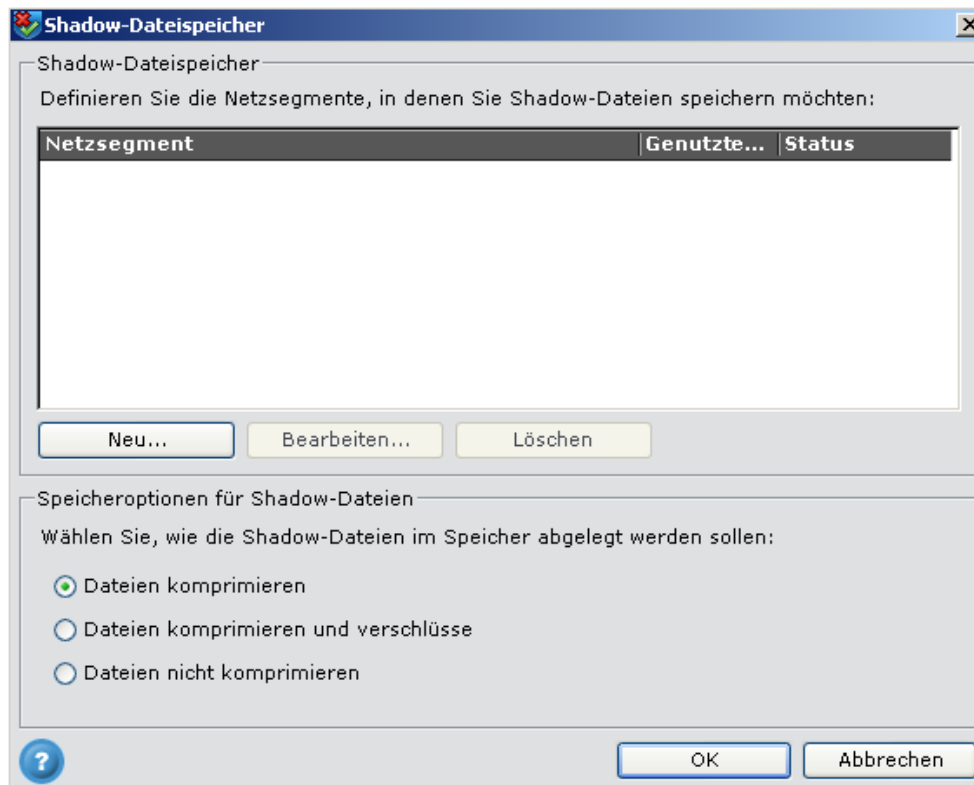 Shadow-Dateispeicher
Shadow-Dateispeicher
Definieren Sie die Netzsegmente, in denen Sie Shadow-Dateien speichern möchten:
Netzsegment Genutzte... Status
Neu... Bearbeiten... Löschen
Speicheroptionen für Shadow-Dateien
Wählen Sie, wie die Shadow-Dateien im Speicher abgelegt werden sollen:
Dateien komprimieren
Dateien komprimieren und verschlüsse
Dateien nicht komprimieren
? OK Abbrechen